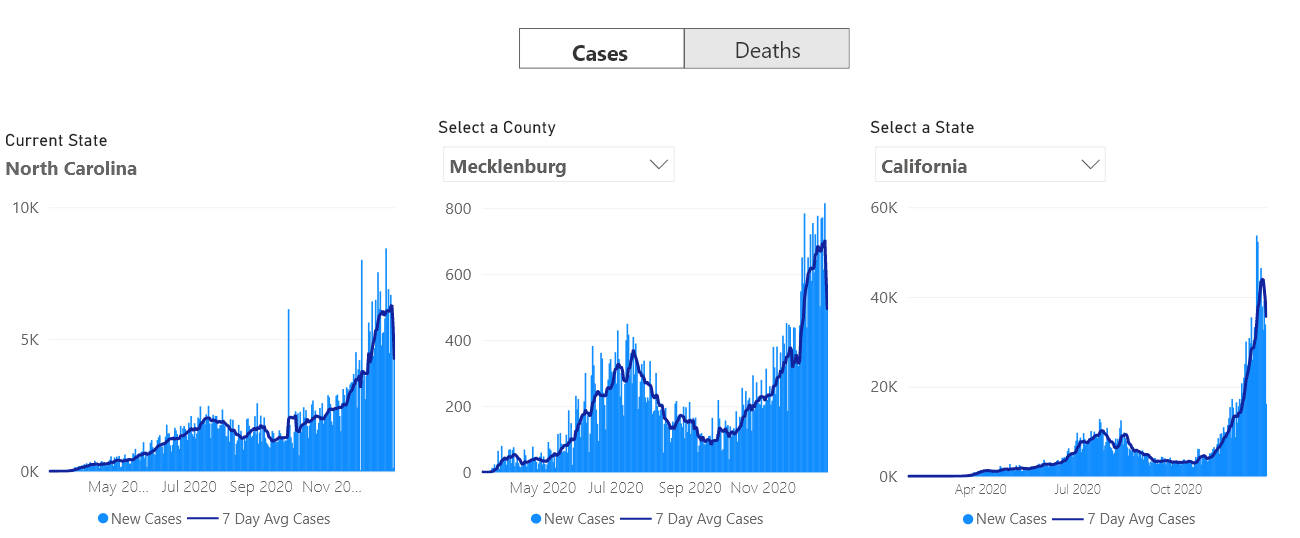 Cases Deaths
Current State
North Carolina
10K
5K
0K
May 20... Jul 2020 Sep 2020 Nov 20...
New Cases 7 Day Avg Cases
Select a County
Mecklenburg
800
600
400
200
0
May 2020 Jul 2020 Sep 2020 Nov 2020
New Cases 7 Day Avg Cases
Select a State
California
60K
40K
20K
0K
Apr 2020 Jul 2020 Oct 2020
New Cases 7 Day Avg Cases